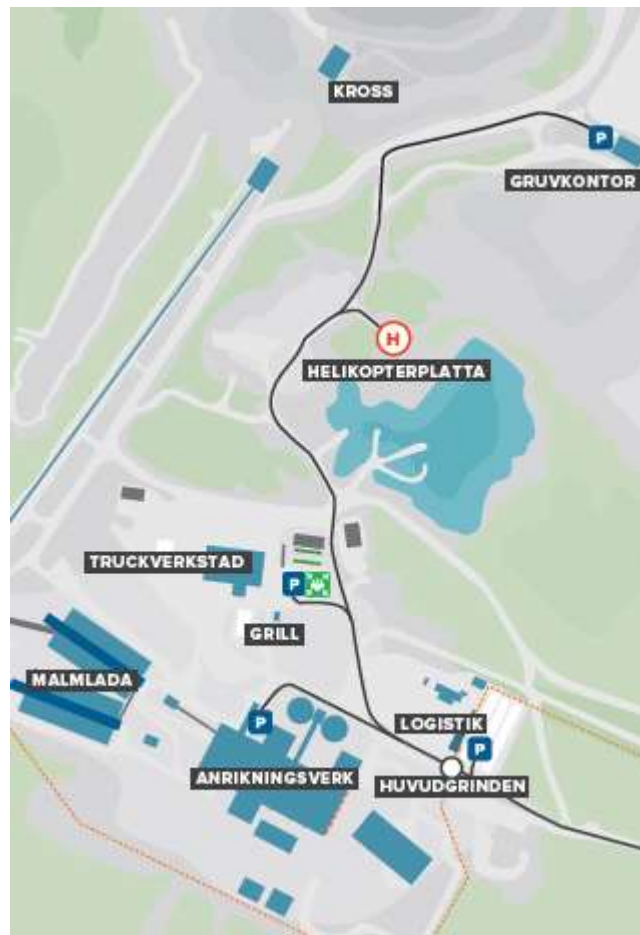 KROSS
P
GRUVKONTOR
H
HELIKOPTERPLATTA
TRUCKVERKSTAD
P
GRILL
MALMLADA
P
LOGISTIK
P
ANRIKNINGSVERK
HUVUDGRINDEN